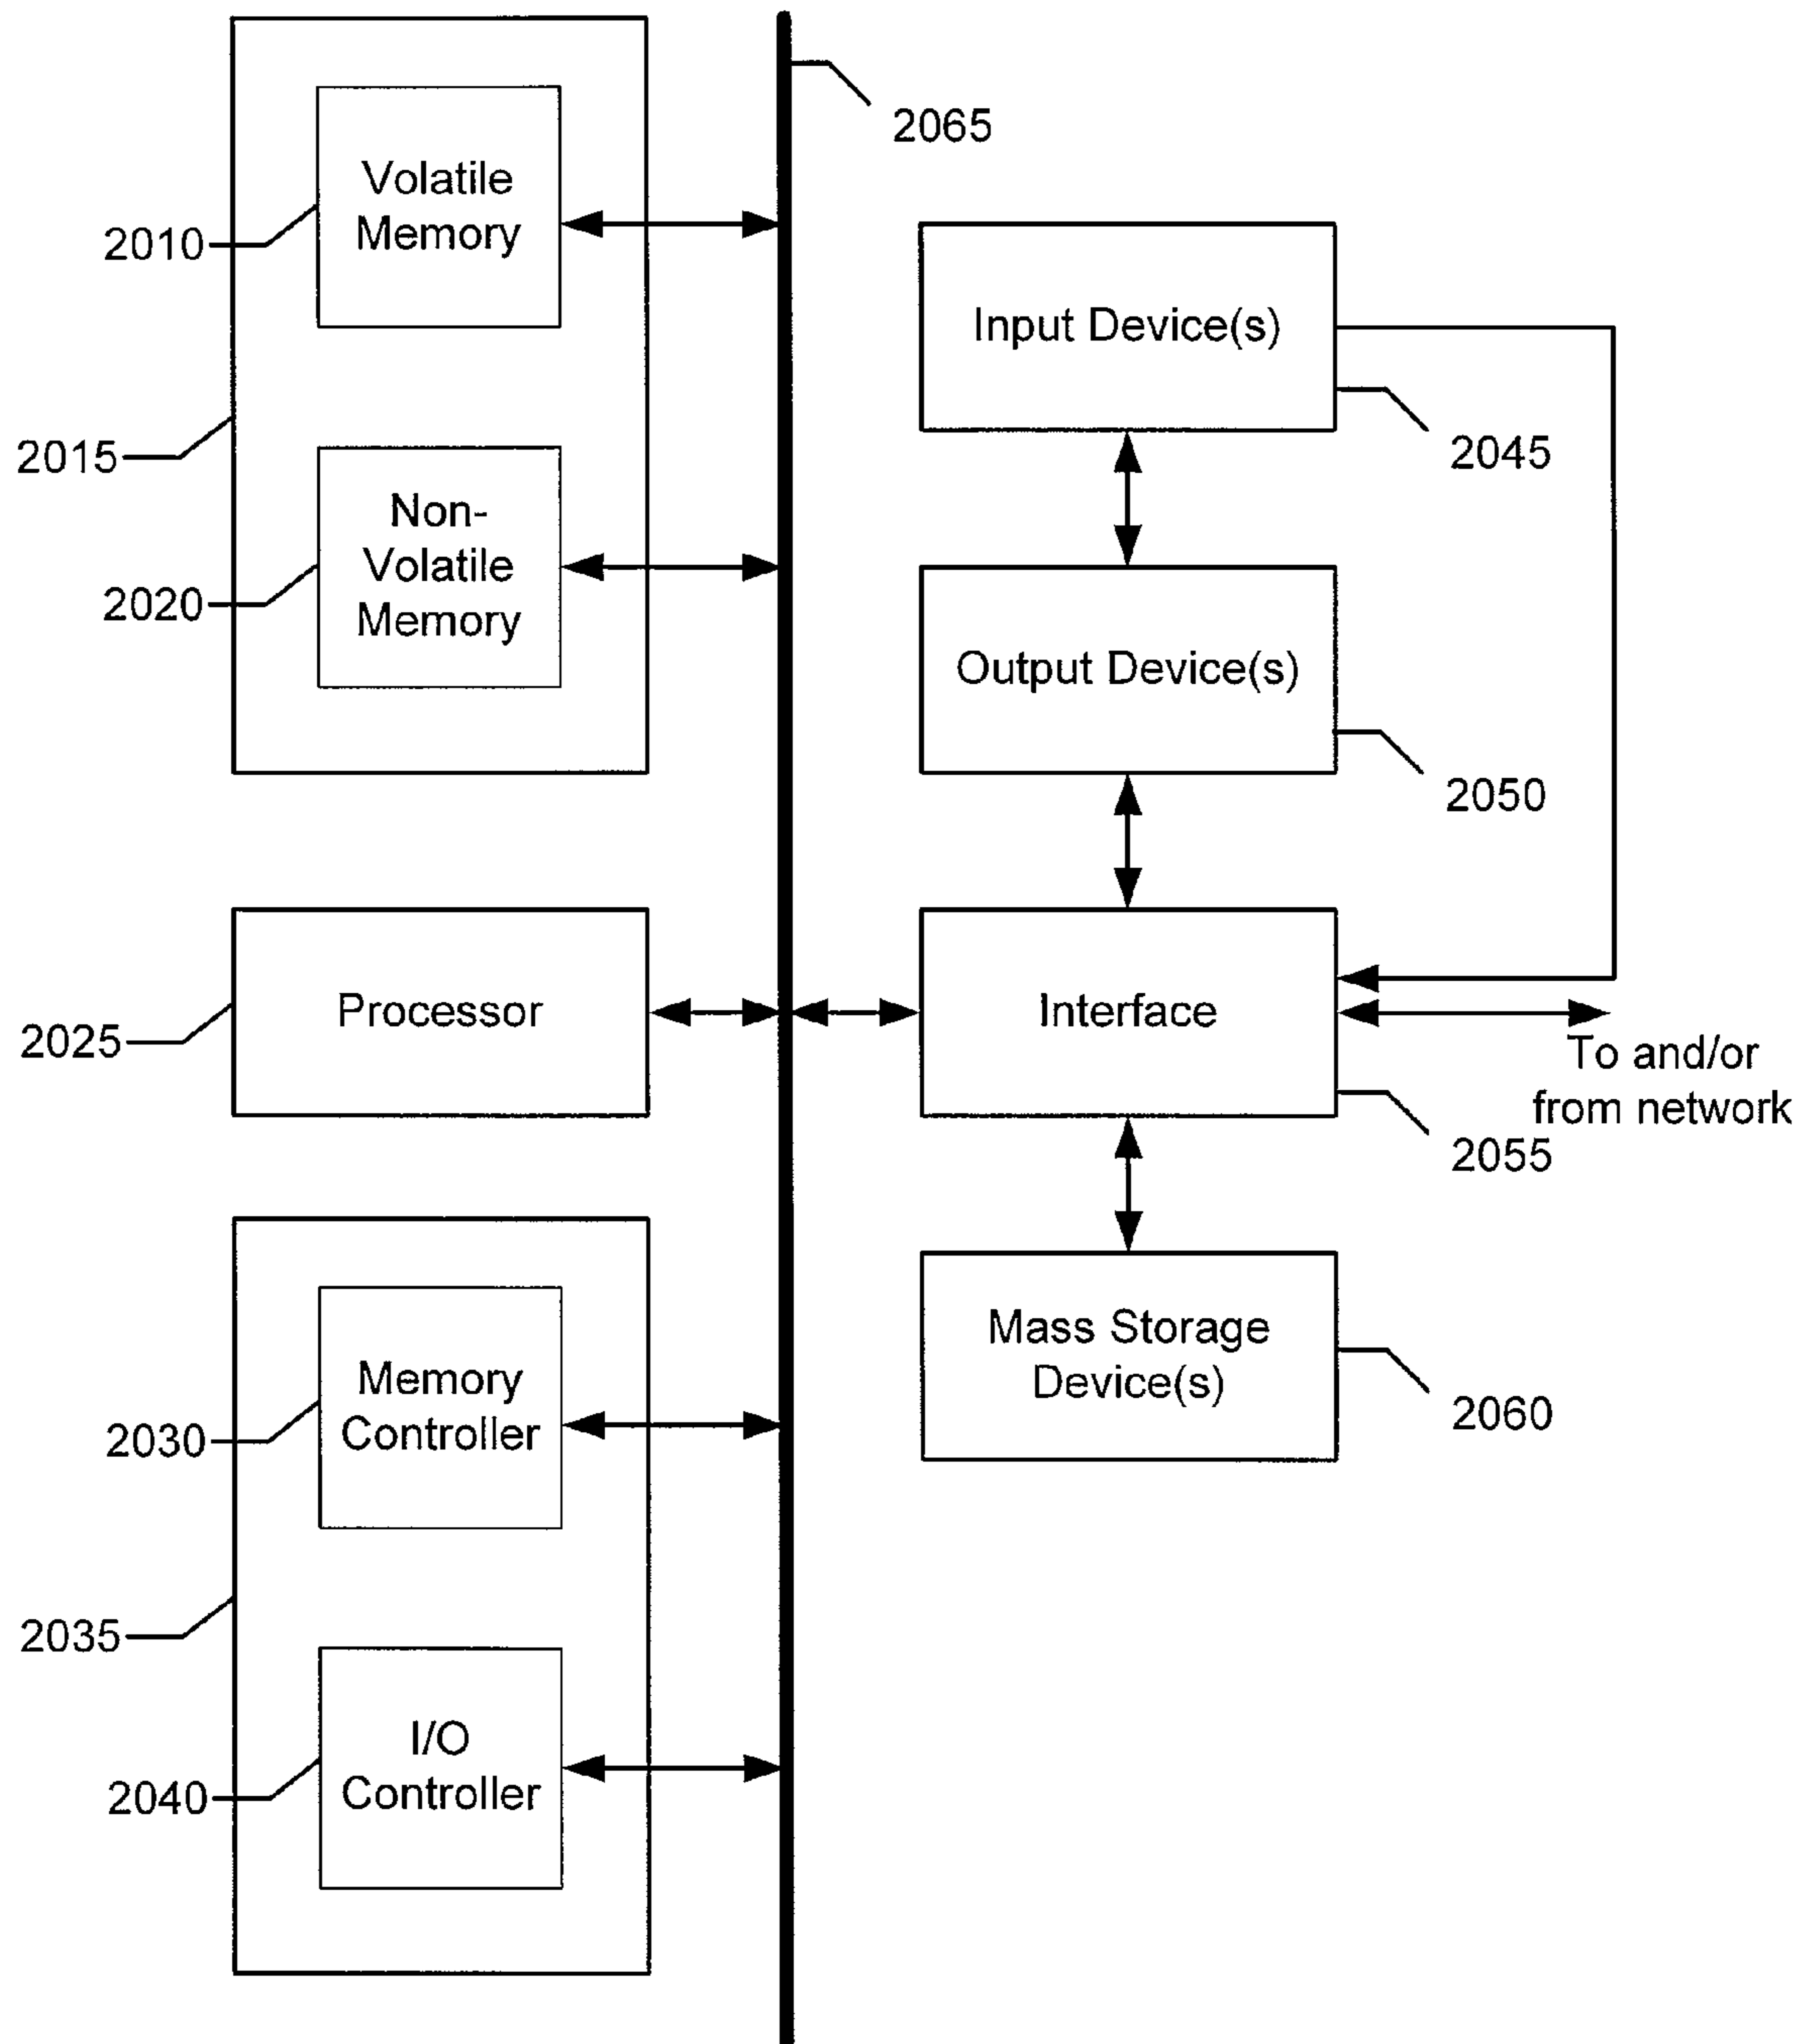 2065
Volatile
Memory
2010
Input Device(s)
2045
2015
Non-
Volatile
Memory
2020
Output Device(s)
2050
Processor
2025
Interface
To and/or
from network
2055
Memory
Controller
2030
Mass Storage
Device(s)
2060
2035
I/O
Controller
2040